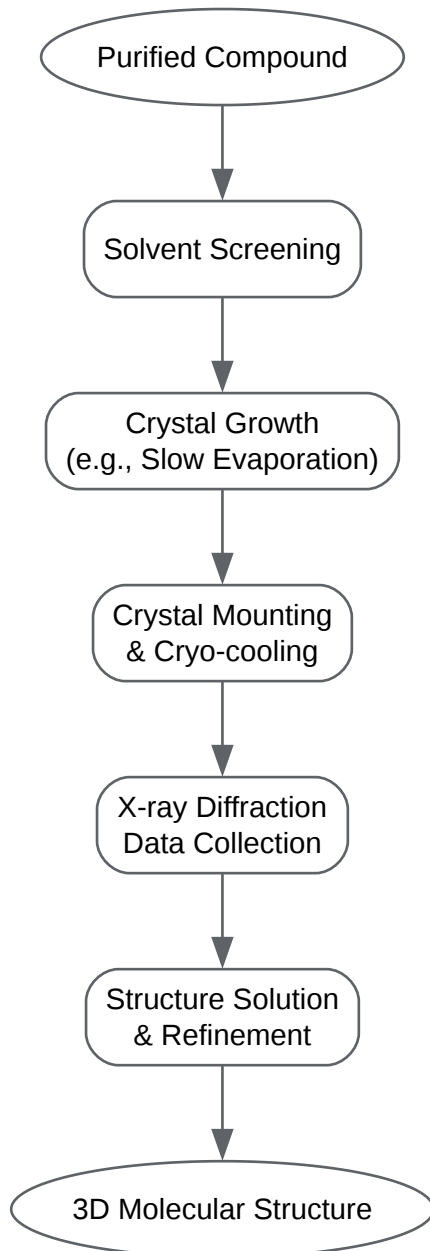 Purified Compound
Solvent Screening
Crystal Growth
(e.g., Slow Evaporation)
Crystal Mounting
& Cryo-cooling
X-ray Diffraction
Data Collection
Structure Solution
& Refinement
3D Molecular Structure